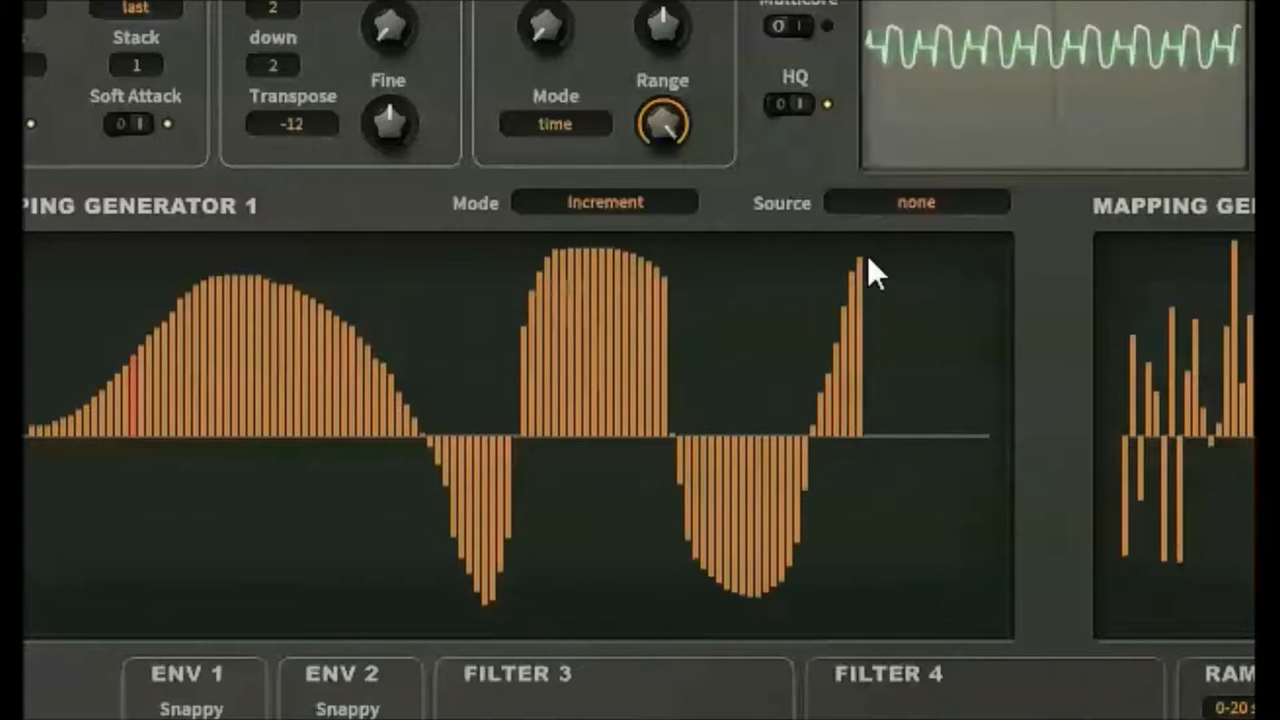 last
2
Multicore
Stack
down
1
2
Fine
Range
HQ
Soft Attack
Transpose
Mode
0 I
-12
time
0 I
PING GENERATOR 1
Mode
Increment
Source
none
MAPPING GE
ENV 1
ENV 2
FILTER 3
FILTER 4
RAM
Snappy
Snappy
0-20 s